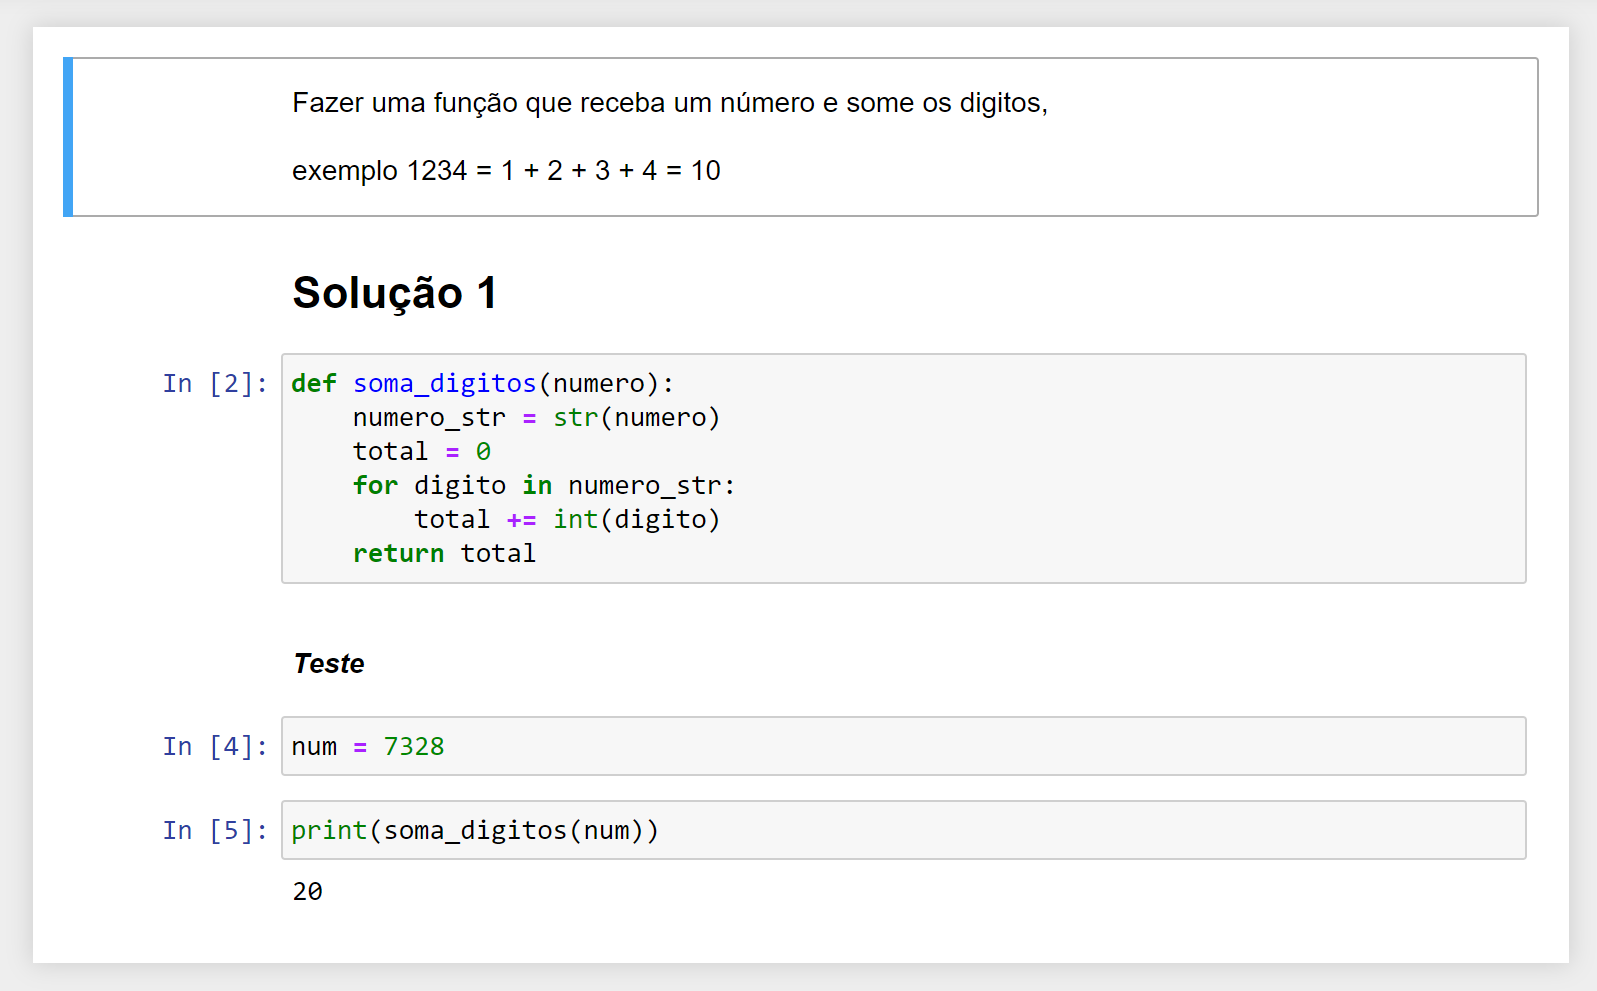 Fazer uma função que receba um número e some os digitos,
exemplo 1234 = 1 + 2 + 3 + 4 = 10
Solução 1
In [2]: def soma_digitos(numero):
    numero_str = str(numero)
    total = 0
    for digito in numero_str:
        total += int(digito)
    return total
Teste
In [4]: num = 7328
In [5]: print(soma_digitos(num))
20